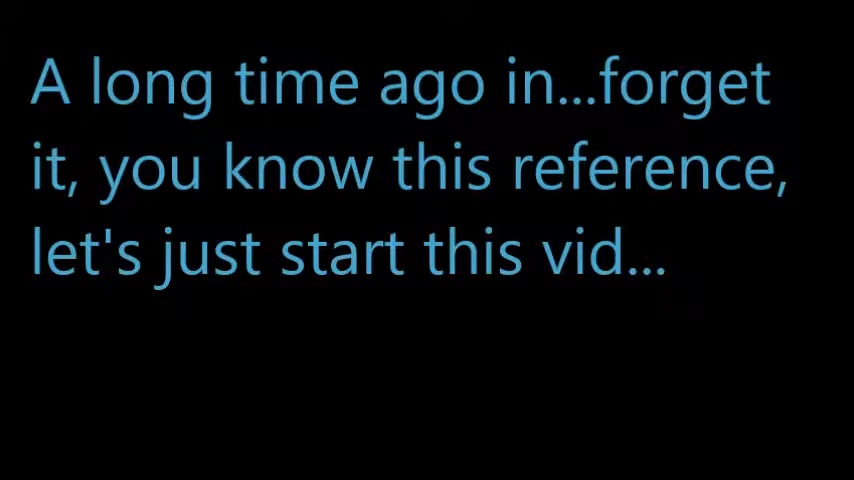 A long time ago in...forget
it, you know this reference,
let's just start this vid...